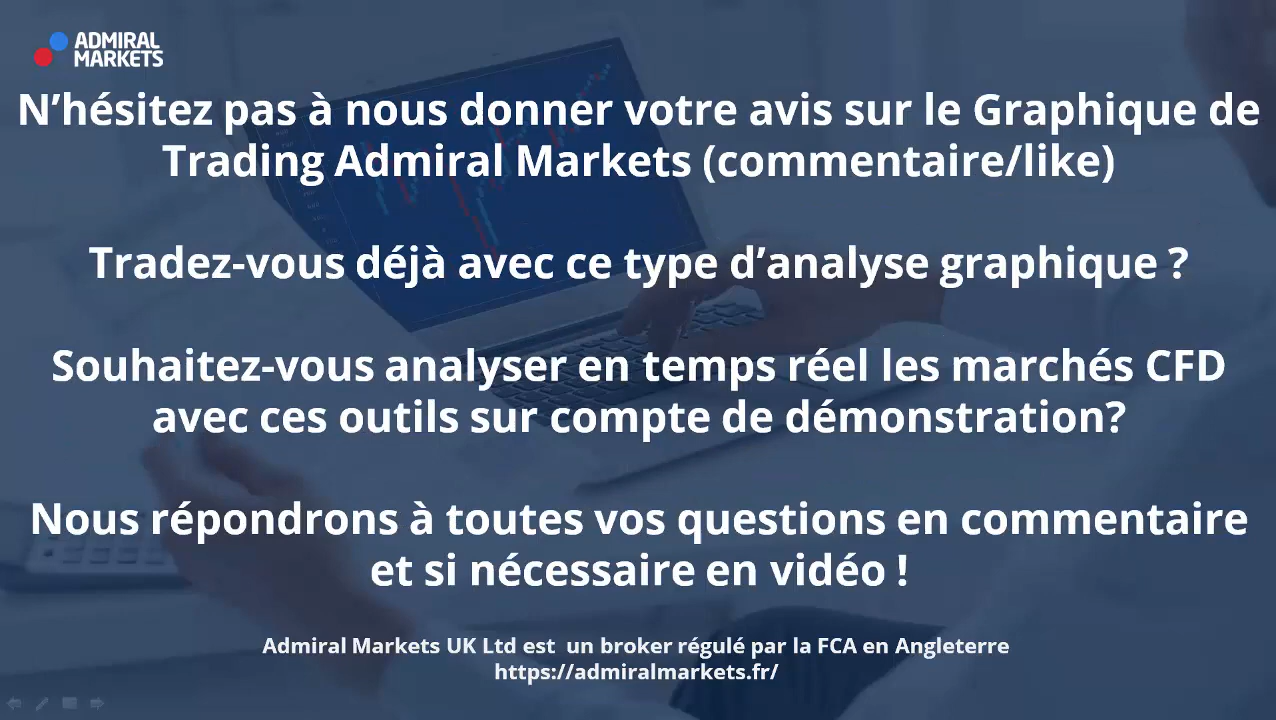 ADMIRAL
MARKETS
N’hésitez pas à nous donner votre avis sur le Graphique de
Trading Admiral Markets (commentaire/like)
Tradez-vous déjà avec ce type d’analyse graphique ?
Souhaitez-vous analyser en temps réel les marchés CFD
avec ces outils sur compte de démonstration?
Nous répondrons à toutes vos questions en commentaire
et si nécessaire en vidéo !
Admiral Markets UK Ltd est  un broker régulé par la FCA en Angleterre
https://admiralmarkets.fr/